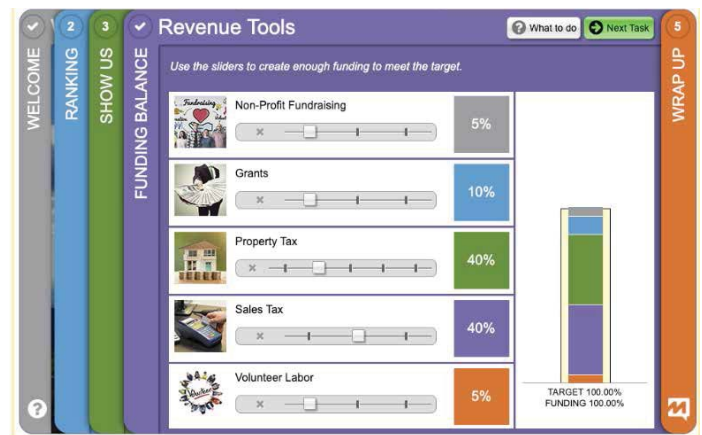 WELCOME
2
RANKING
3
SHOW US
FUNDING BALANCE
Revenue Tools
? What to do
Next Task
Use the sliders to create enough funding to meet the target.
Fundraising
Non-Profit Fundraising
5%
Grants
10%
Property Tax
40%
Sales Tax
40%
Volunteer Labor
5%
TARGET 100.00%
FUNDING 100.00%
5
WRAP UP
?